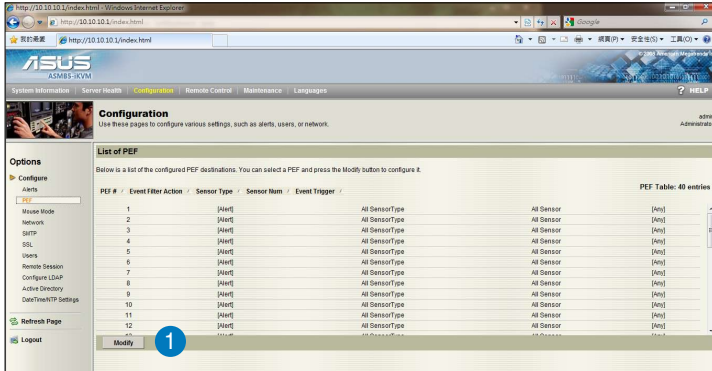 http://10.10.10.1/index.html - Windows Internet Explorer
http://10.10.10.1/index.html
Google
我的最愛
http://10.10.10.1/index.html
網頁(P)
安全性(S)
工具(O)
ASUS
ASMB5-iKVM
System Information
Server Health
Configuration
Remote Control
Maintenance
Languages
HELP
Configuration
Use these pages to configure various settings, such as alerts, users, or network.
admin
Administrato
Options
Configure
Alerts
PEF
Mouse Mode
Network
SMTP
SSL
Users
Remote Session
Configure LDAP
Active Directory
DateTime/NTP Settings
Refresh Page
Logout
List of PEF
Below is a list of the configured PEF destinations. You can select a PEF and press the Modify button to configure it.
PEF Table: 40 entries
PEF # / Event Filter Action / Sensor Type / Sensor Num / Event Trigger /
1 [Alert] All SensorType All Sensor [Any]
2 [Alert] All SensorType All Sensor [Any]
3 [Alert] All SensorType All Sensor [Any]
4 [Alert] All SensorType All Sensor [Any]
5 [Alert] All SensorType All Sensor [Any]
6 [Alert] All SensorType All Sensor [Any]
7 [Alert] All SensorType All Sensor [Any]
8 [Alert] All SensorType All Sensor [Any]
9 [Alert] All SensorType All Sensor [Any]
10 [Alert] All SensorType All Sensor [Any]
11 [Alert] All SensorType All Sensor [Any]
12 [Alert] All SensorType All Sensor [Any]
Modify
1